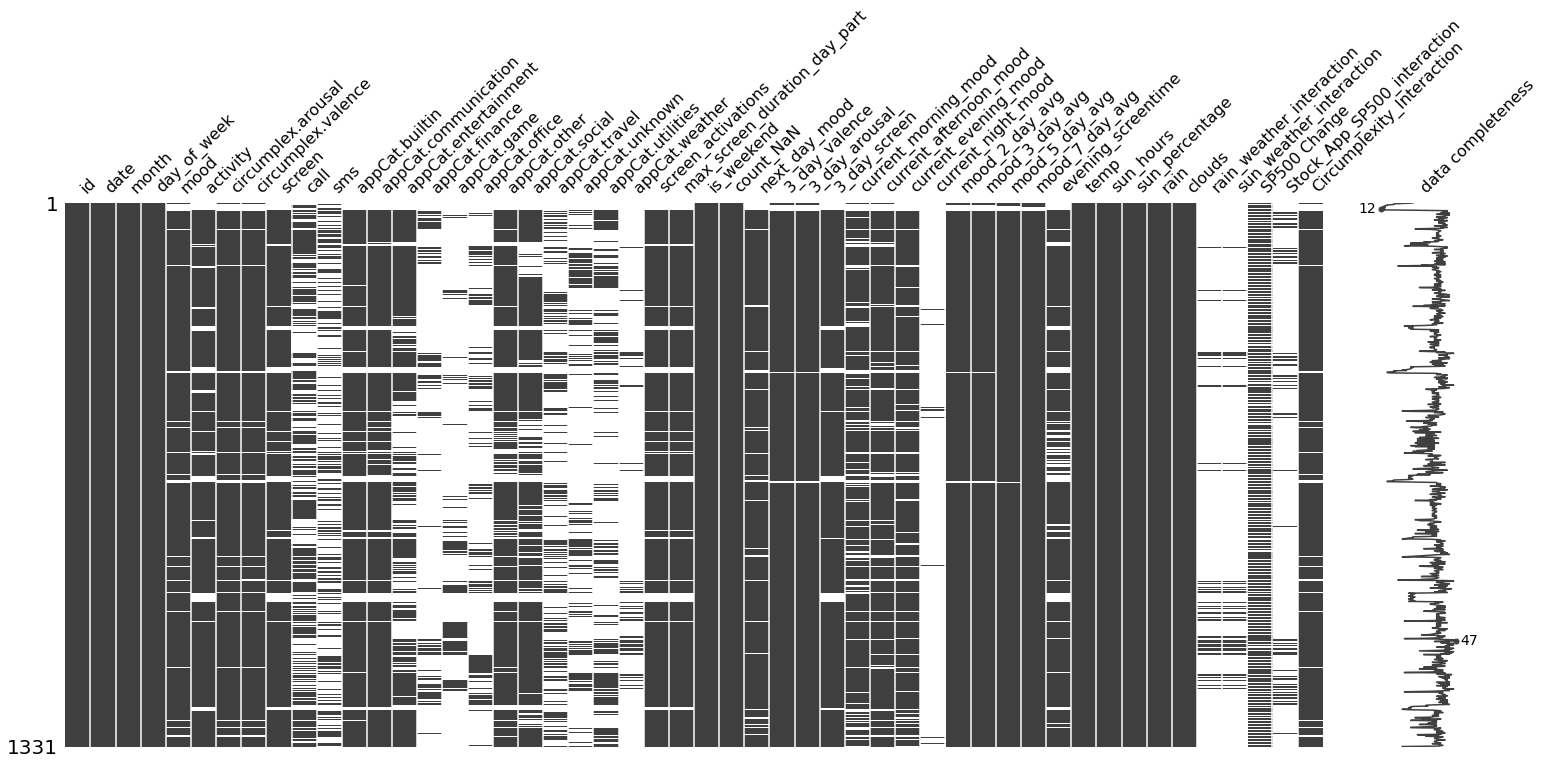 id
date
month
day_of_week
mood
activity
circumplex.arousal
circumplex.valence
screen
call
sms
appCat.builtin
appCat.communication
appCat.entertainment
appCat.finance
appCat.game
appCat.office
appCat.other
appCat.social
appCat.travel
appCat.unknown
appCat.utilities
appCat.weather
screen_activations
max_screen_duration_day_part
is_weekend
count_NaN
next_day_mood
3_day_valence
3_day_arousal_
3_day_screen
current_morning_mood
current_afternoon_mood
current_evening_mood
current_night_mood
mood_2_day_avg
mood_3_day_avg
mood_5_day_avg
mood_7_day_avg
evening_screentime
temp
sun_hours
sun_percentage
rain
clouds
rain_weather_interaction
sun_weather_interaction
SP500 Change
Stock_App_SP500_interaction
Circumplexity_Interaction
data completeness
1
12
47
1331